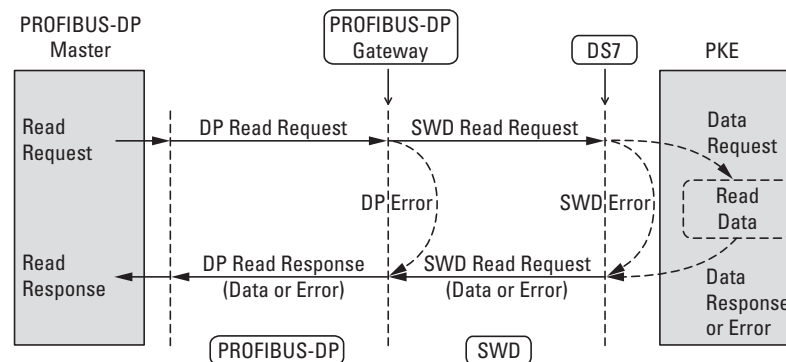 PROFIBUS-DP
Master
PROFIBUS-DP
Gateway
DS7
PKE
Read
Request
DP Read Request
SWD Read Request
Data
Request
DP Error
SWD Error
Read
Data
Read
Response
DP Read Response
(Data or Error)
SWD Read Request
(Data or Error)
Data
Response
or Error
PROFIBUS-DP
SWD